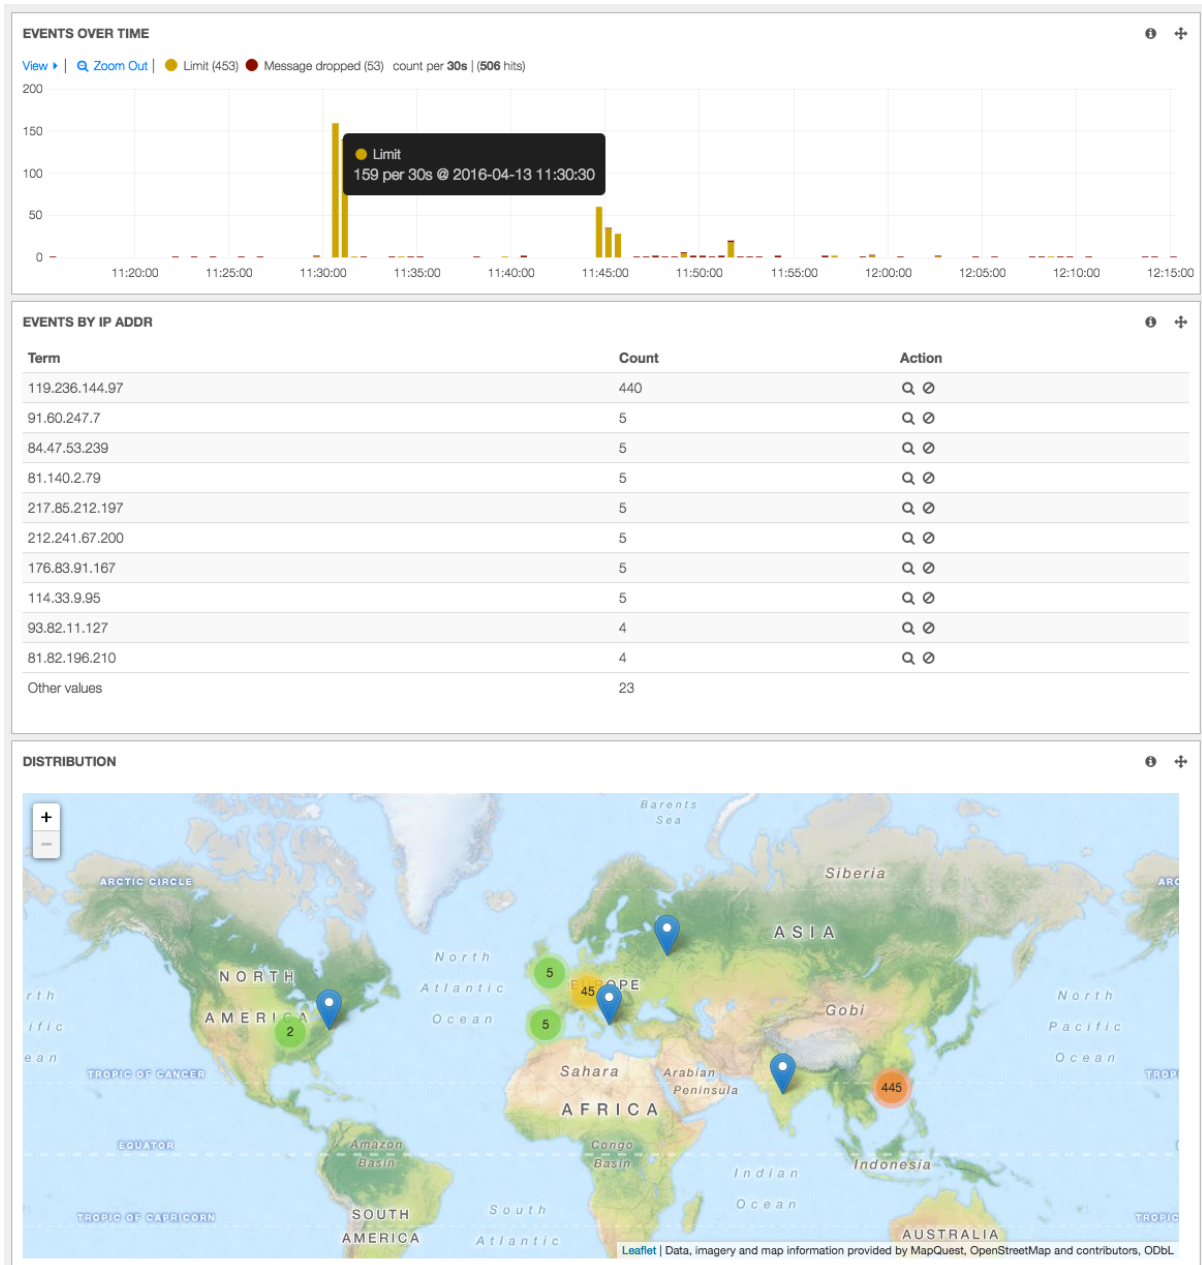 EVENTS OVER TIME
View | Zoom Out | Limit (453) Message dropped (53) count per 30s | (506 hits)
200
150
100
50
0
Limit
159 per 30s @ 2016-04-13 11:30:30
11:20:00 11:25:00 11:30:00 11:35:00 11:40:00 11:45:00 11:50:00 11:55:00 12:00:00 12:05:00 12:10:00 12:15:00
EVENTS BY IP ADDR
Term Count Action
119.236.144.97 440
91.60.247.7 5
84.47.53.239 5
81.140.2.79 5
217.85.212.197 5
212.241.67.200 5
176.83.91.167 5
114.33.9.95 5
93.82.11.127 4
81.82.196.210 4
Other values 23
DISTRIBUTION
+
−
Barents
Sea
Siberia
ARCTIC CIRCLE
ASIA
North
Atlantic
Ocean
NORTH
AMERICA
2
5
45
5
Gobi
North
Pacific
Ocean
TROPIC OF CANCER
Sahara
Arabian
Peninsula
AFRICA
445
EQUATOR
Amazon
Basin
Congo
Basin
Indian
Ocean
Indonesia
TROPIC OF CAPRICORN
SOUTH
AMERICA
South
Atlantic
AUSTRALIA
Leaflet | Data, imagery and map information provided by MapQuest, OpenStreetMap and contributors, ODbL